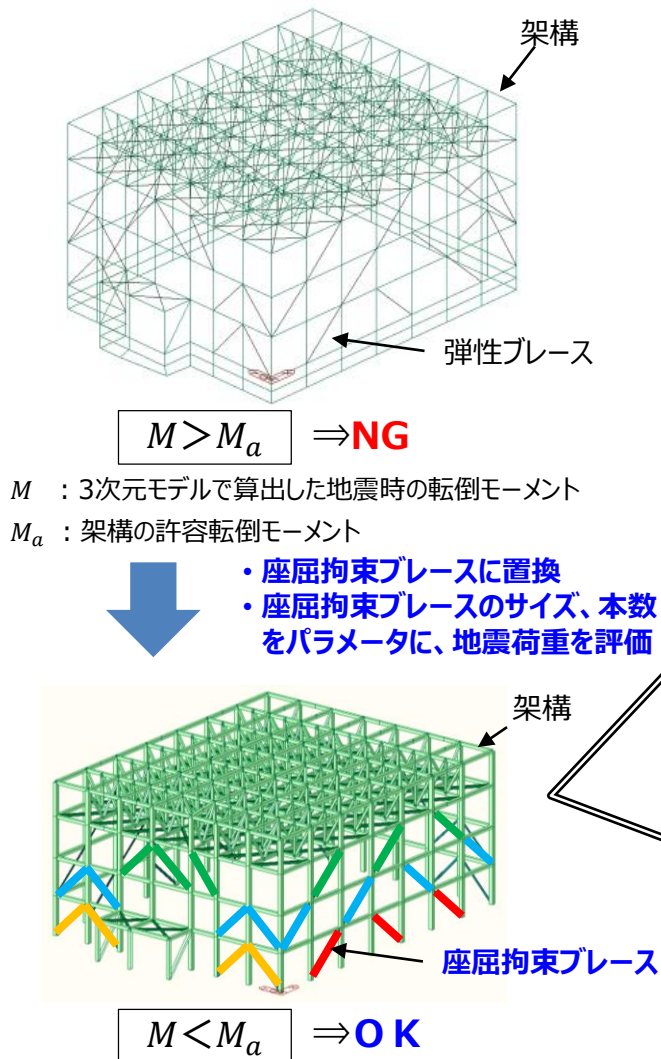 架構
弾性ブレース
M＞Ma ⇒NG
M ：3次元モデルで算出した地震時の転倒モーメント
Ma ：架構の許容転倒モーメント
・座屈拘束ブレースに置換
・座屈拘束ブレースのサイズ、本数
をパラメータに、地震荷重を評価
架構
座屈拘束ブレース
M＜Ma ⇒ＯＫ